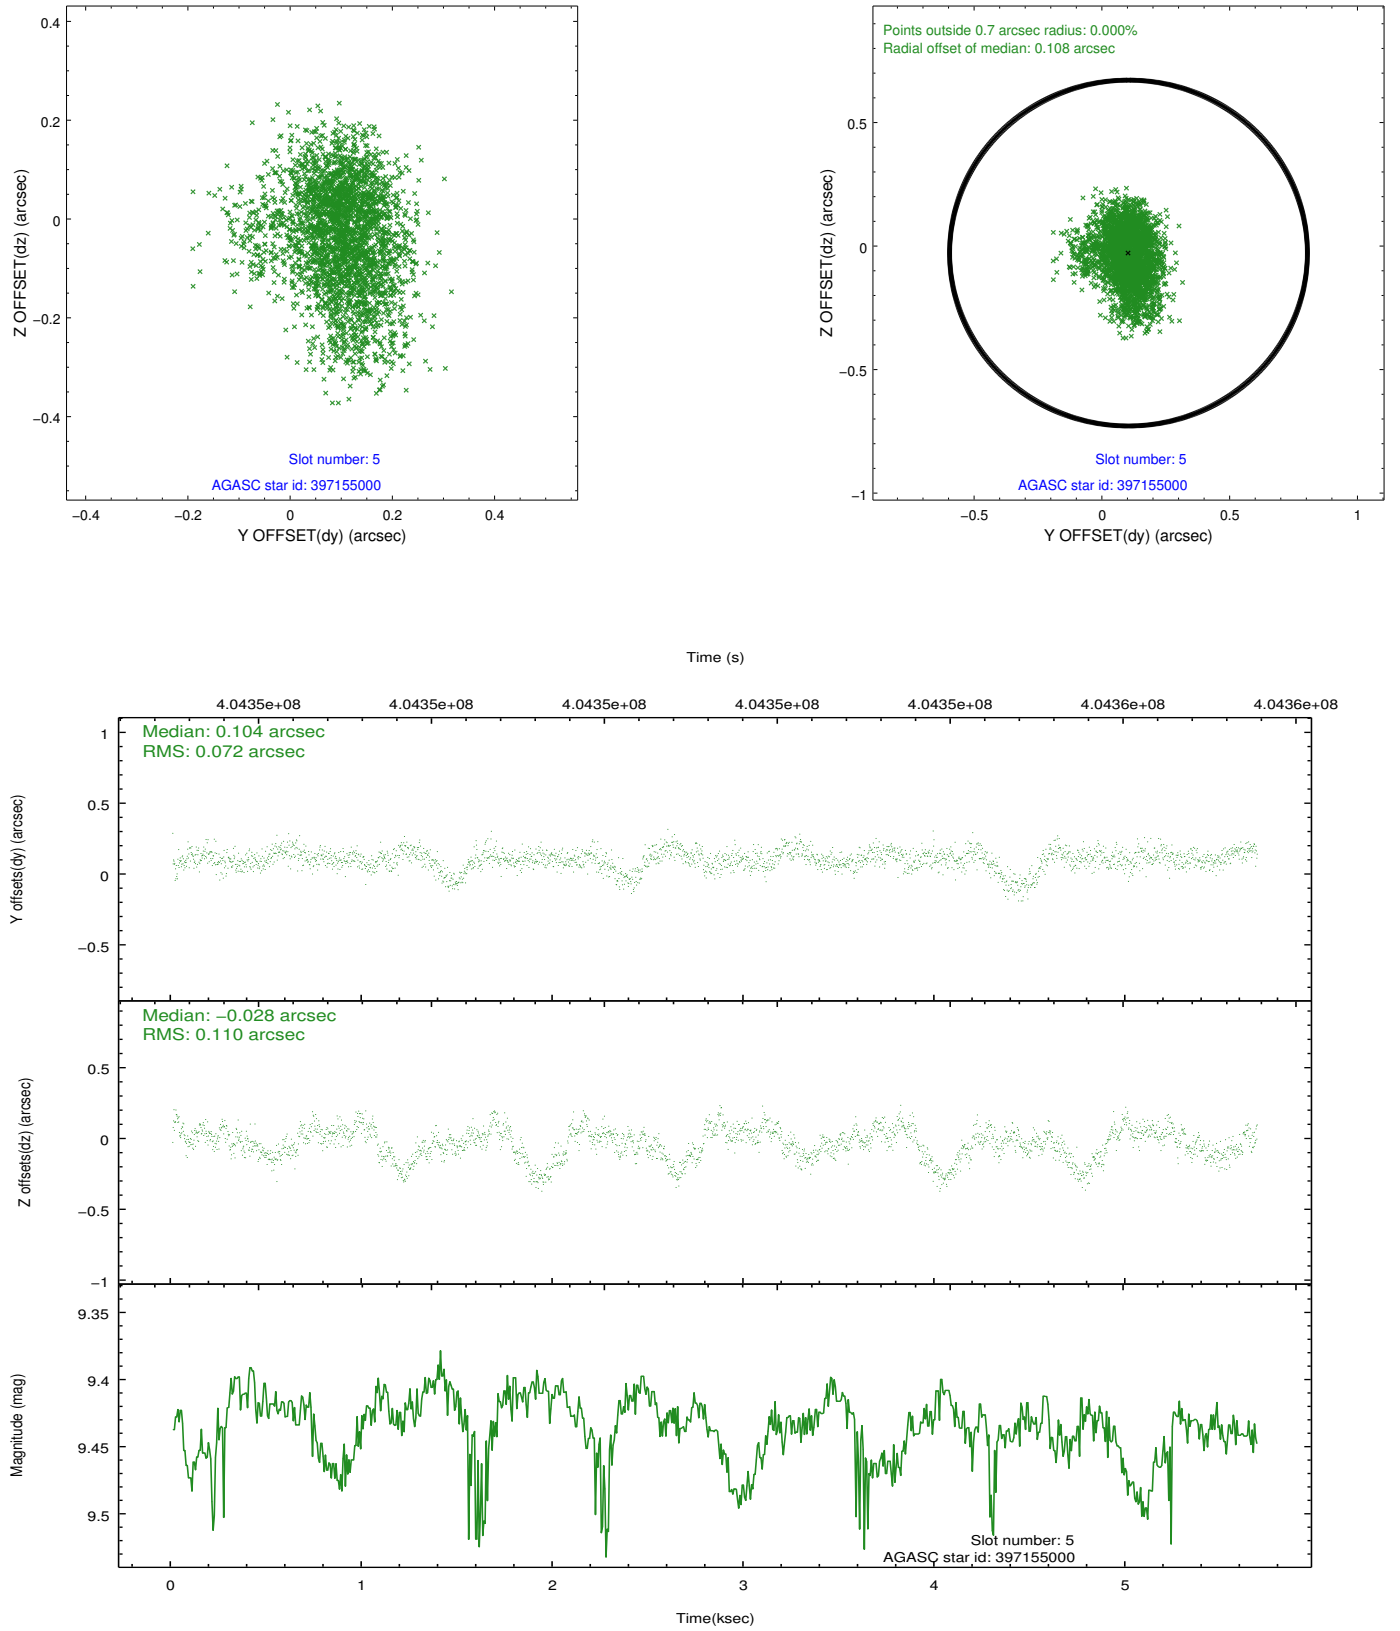 0.4
0.2
0
−0.2
−0.4
Z OFFSET(dz) (arcsec)
Slot number: 5
AGASC star id: 397155000
−0.4 −0.2 0 0.2 0.4
Y OFFSET(dy) (arcsec)
Points outside 0.7 arcsec radius: 0.000%
Radial offset of median: 0.108 arcsec
0.5
0
−0.5
−1
Z OFFSET(dz) (arcsec)
Slot number: 5
AGASC star id: 397155000
−0.5 0 0.5 1
Y OFFSET(dy) (arcsec)
Time (s)
4.0435e+08 4.0435e+08 4.0435e+08 4.0435e+08 4.0435e+08 4.0436e+08 4.0436e+08
Median: 0.104 arcsec
RMS: 0.072 arcsec
1
0.5
0
−0.5
Y offsets(dy) (arcsec)
Median: −0.028 arcsec
RMS: 0.110 arcsec
0.5
0
−0.5
−1
Z offsets(dz) (arcsec)
9.35
9.4
9.45
9.5
Magnitude (mag)
Slot number: 5
AGASC star id: 397155000
0 1 2 3 4 5
Time(ksec)